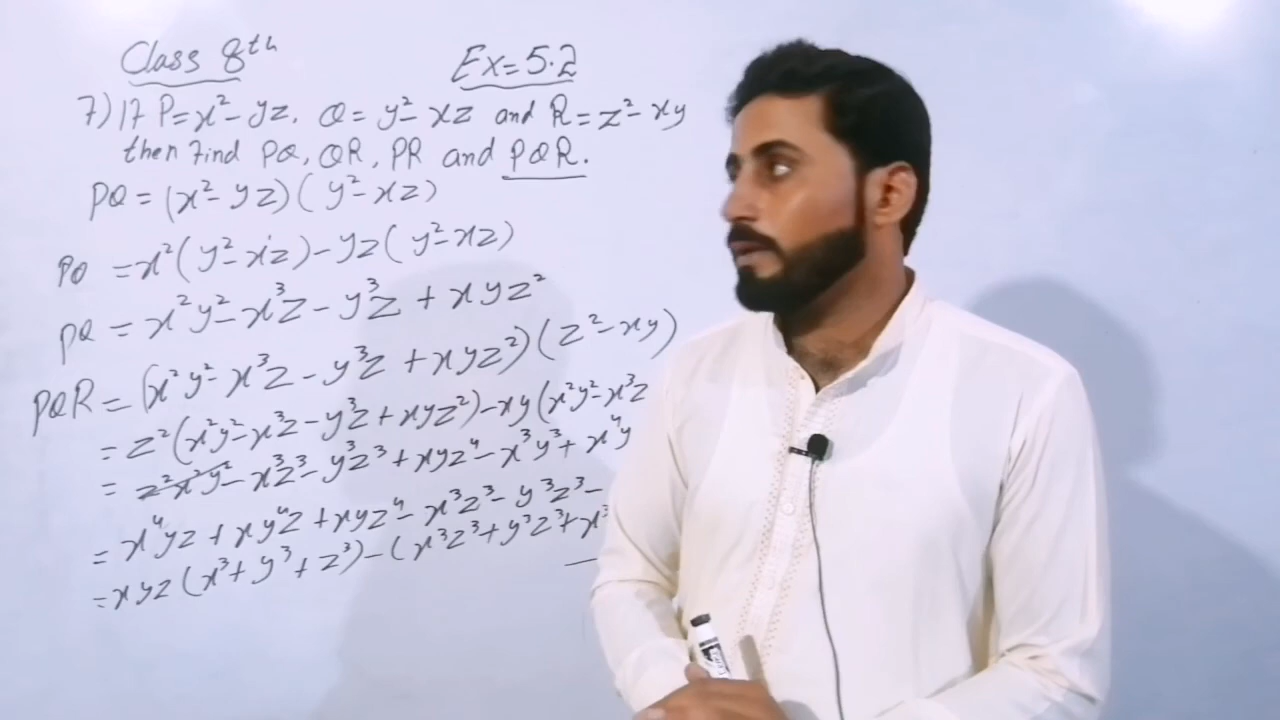 Class 8th
Ex=5.2
7) If P=x²-yz, Q=y²-xz and R=z²-xy
then find PQ, QR, PR and PQR.
PQ=(x²-yz)(y²-xz)
PQ=x²(y²-xz)-yz(y²-xz)
PQ=x²y²-x³z-y³z+xyz²
PQR=(x²y²-x³z-y³z+xyz²)(z²-xy)
=z²(x²y²-x³z-y³z+xyz²)-xy(x²y²-x³z
=z²x²y²-x³z³-y³z³+xyz⁴-x³y³+x⁴y
=x⁴yz+xy⁴z+xyz⁴-x³z³-y³z³-
=xyz(x³+y³+z³)-(x³z³+y³z³+x³